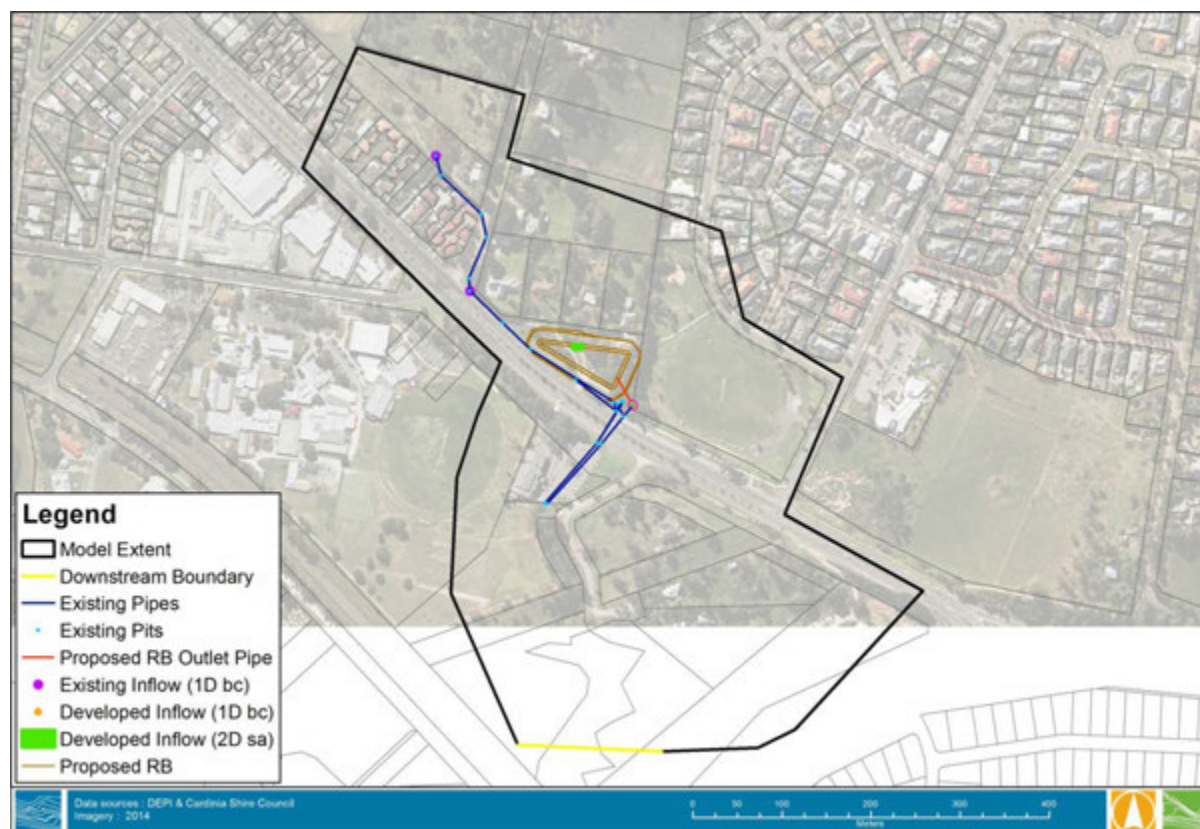 Legend
Model Extent
Downstream Boundary
Existing Pipes
Existing Pits
Proposed RB Outlet Pipe
Existing Inflow (1D bc)
Developed Inflow (1D bc)
Developed Inflow (2D sa)
Proposed RB
Data sources : DEPI & Cardinia Shire Council
Imagery : 2014
0 50 100 200 300 400
Meters